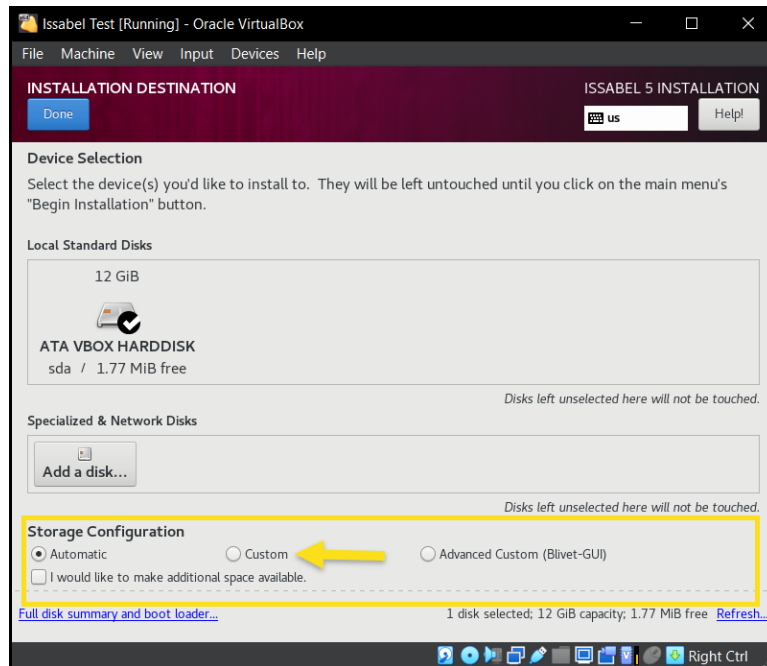 Issabel Test [Running] - Oracle VirtualBox
File Machine View Input Devices Help
INSTALLATION DESTINATION
ISSABEL 5 INSTALLATION
Done
us
Help!
Device Selection
Select the device(s) you'd like to install to. They will be left untouched until you click on the main menu's
"Begin Installation" button.
Local Standard Disks
12 GiB
ATA VBOX HARDDISK
sda / 1.77 MiB free
Disks left unselected here will not be touched.
Specialized & Network Disks
Add a disk...
Disks left unselected here will not be touched.
Storage Configuration
Automatic Custom Advanced Custom (Blivet-GUI)
I would like to make additional space available.
Full disk summary and boot loader... 1 disk selected; 12 GiB capacity; 1.77 MiB free Refresh...
Right Ctrl